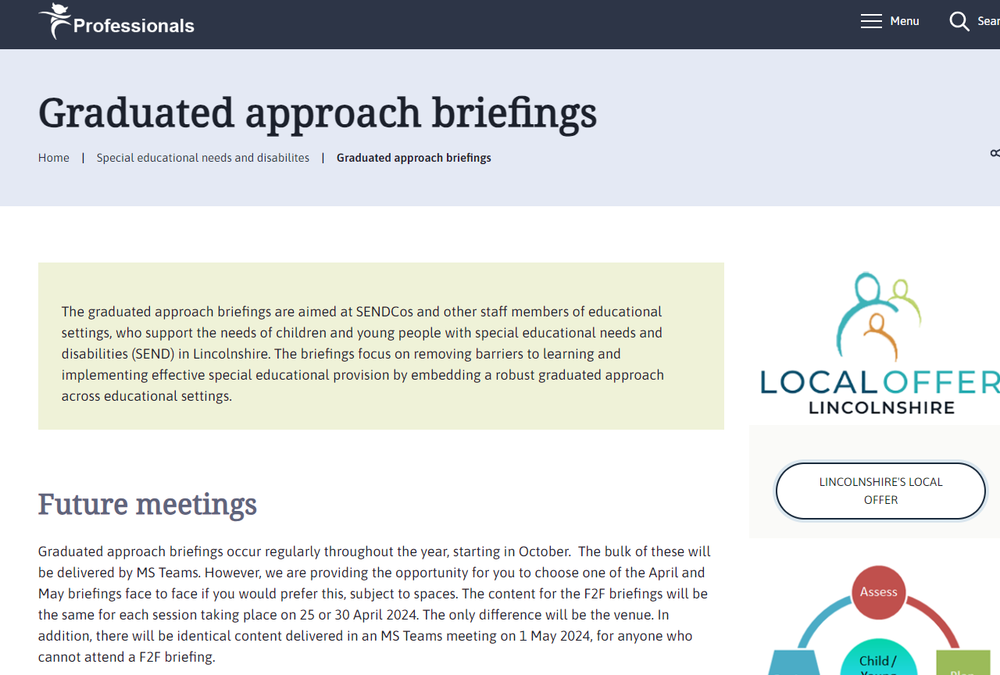 Professionals
Menu
Graduated approach briefings
Home | Special educational needs and disabilites | Graduated approach briefings
The graduated approach briefings are aimed at SENDCos and other staff members of educational
settings, who support the needs of children and young people with special educational needs and
disabilities (SEND) in Lincolnshire. The briefings focus on removing barriers to learning and
implementing effective special educational provision by embedding a robust graduated approach
across educational settings.
LOCAL OFFER
LINCOLNSHIRE
LINCOLNSHIRE'S LOCAL
OFFER
Future meetings
Graduated approach briefings occur regularly throughout the year, starting in October.  The bulk of these will
be delivered by MS Teams. However, we are providing the opportunity for you to choose one of the April and
May briefings face to face if you would prefer this, subject to spaces. The content for the F2F briefings will be
the same for each session taking place on 25 or 30 April 2024. The only difference will be the venue. In
addition, there will be identical content delivered in an MS Teams meeting on 1 May 2024, for anyone who
cannot attend a F2F briefing.
Assess
Child /